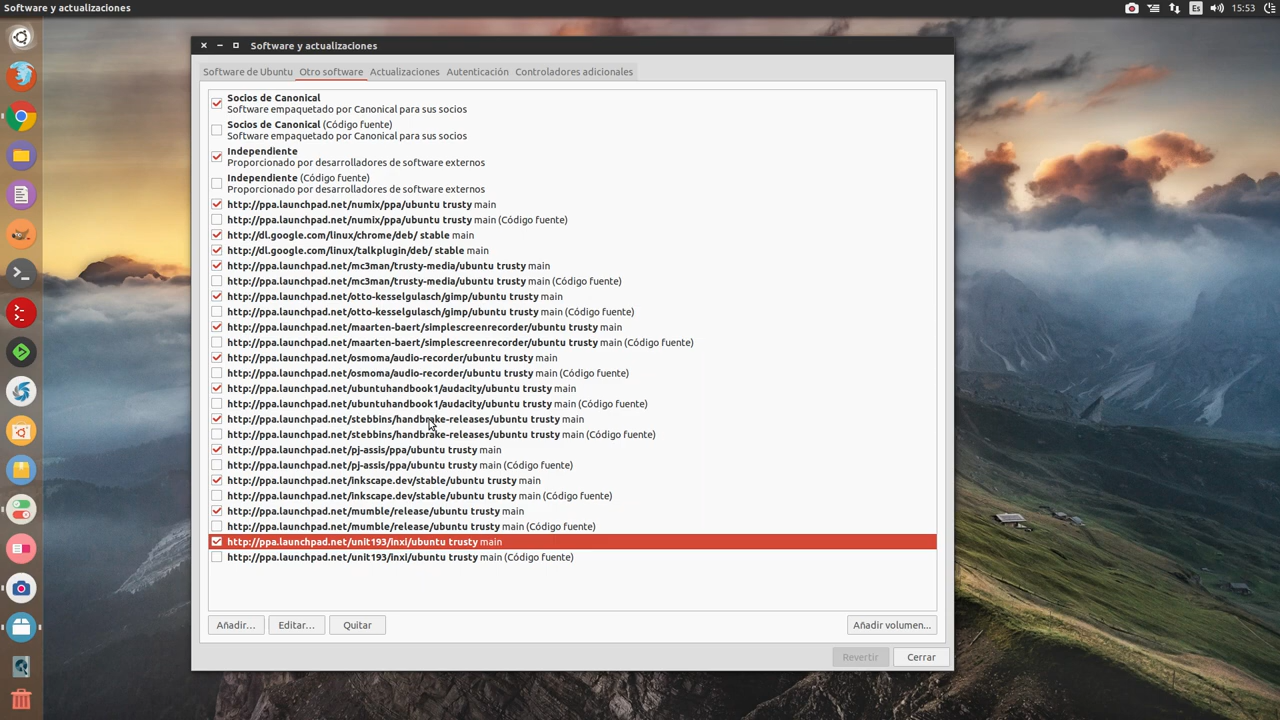 Software y actualizaciones
Es
15:53
Software y actualizaciones
Software de Ubuntu Otro software Actualizaciones Autenticación Controladores adicionales
Socios de Canonical
Software empaquetado por Canonical para sus socios
Socios de Canonical (Código fuente)
Software empaquetado por Canonical para sus socios
Independiente
Proporcionado por desarrolladores de software externos
Independiente (Código fuente)
Proporcionado por desarrolladores de software externos
http://ppa.launchpad.net/numix/ppa/ubuntu trusty main
http://ppa.launchpad.net/numix/ppa/ubuntu trusty main (Código fuente)
http://dl.google.com/linux/chrome/deb/ stable main
http://dl.google.com/linux/talkplugin/deb/ stable main
http://ppa.launchpad.net/mc3man/trusty-media/ubuntu trusty main
http://ppa.launchpad.net/mc3man/trusty-media/ubuntu trusty main (Código fuente)
http://ppa.launchpad.net/otto-kesselgulasch/gimp/ubuntu trusty main
http://ppa.launchpad.net/otto-kesselgulasch/gimp/ubuntu trusty main (Código fuente)
http://ppa.launchpad.net/maarten-baert/simplescreenrecorder/ubuntu trusty main
http://ppa.launchpad.net/maarten-baert/simplescreenrecorder/ubuntu trusty main (Código fuente)
http://ppa.launchpad.net/osmoma/audio-recorder/ubuntu trusty main
http://ppa.launchpad.net/osmoma/audio-recorder/ubuntu trusty main (Código fuente)
http://ppa.launchpad.net/ubuntuhandbook1/audacity/ubuntu trusty main
http://ppa.launchpad.net/ubuntuhandbook1/audacity/ubuntu trusty main (Código fuente)
http://ppa.launchpad.net/stebbins/handbrake-releases/ubuntu trusty main
http://ppa.launchpad.net/stebbins/handbrake-releases/ubuntu trusty main (Código fuente)
http://ppa.launchpad.net/pj-assis/ppa/ubuntu trusty main
http://ppa.launchpad.net/pj-assis/ppa/ubuntu trusty main (Código fuente)
http://ppa.launchpad.net/inkscape.dev/stable/ubuntu trusty main
http://ppa.launchpad.net/inkscape.dev/stable/ubuntu trusty main (Código fuente)
http://ppa.launchpad.net/mumble/release/ubuntu trusty main
http://ppa.launchpad.net/mumble/release/ubuntu trusty main (Código fuente)
http://ppa.launchpad.net/unit193/inxi/ubuntu trusty main
http://ppa.launchpad.net/unit193/inxi/ubuntu trusty main (Código fuente)
Añadir... Editar... Quitar Añadir volumen...
Revertir Cerrar